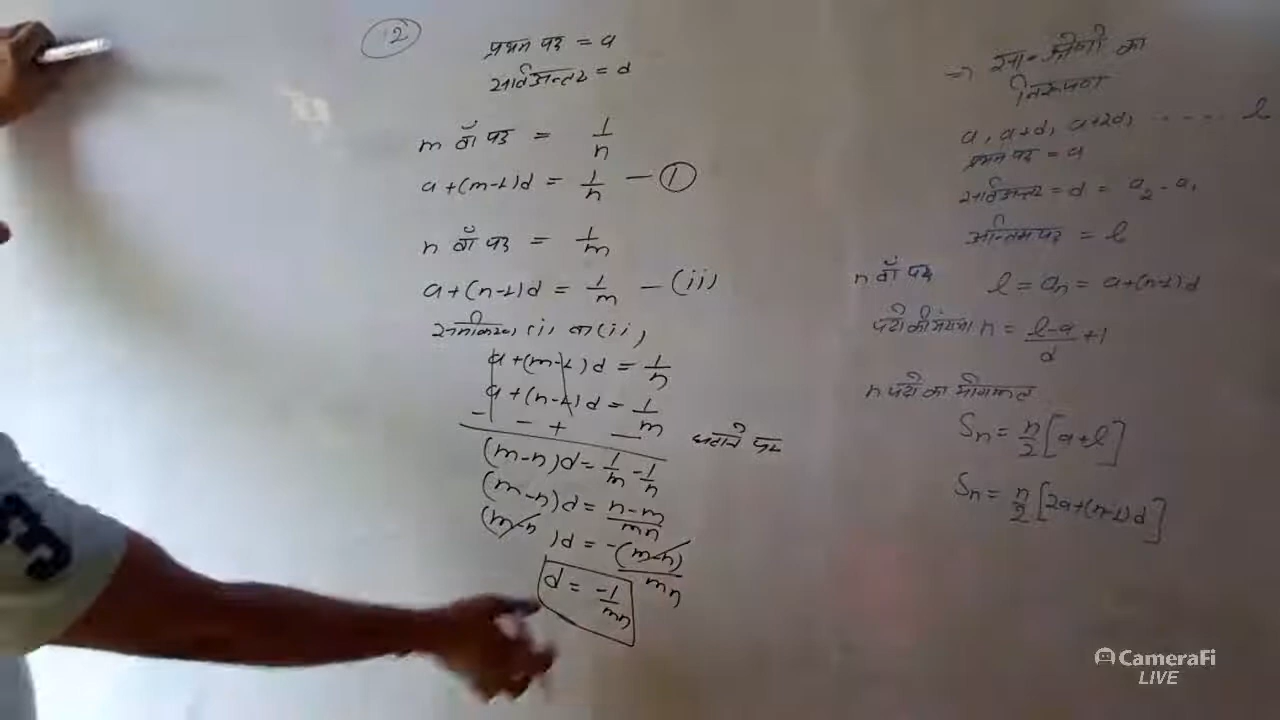 2
प्रथम पद = a
सार्वअन्तर = d
m वाँ पद = 1/n
a+(m-1)d = 1/n — ①
n वाँ पद = 1/m
a+(n-1)d = 1/m — (ii)
समीकरण (i) व (ii)
a+(m-1)d = 1/n
a+(n-1)d = 1/m
- - + —
घटाने पर
(m-n)d = 1/m - 1/n
(m-n)d = n-m/mn
(m-n)d = -(m-n)/mn
d = -1/mn
⇒ स० श्रेणी का
निरूपण
a, a+d, a+2d, ..... l
प्रथम पद = a
सार्वअन्तर = d = a₂ - a₁
अन्तिम पद = l
n वाँ पद l = aₙ = a+(n-1)d
पदों की संख्या n = l-a/d +1
n पदों का योगफल
Sₙ = n/2 [a+l]
Sₙ = n/2 [2a+(n-1)d]
CameraFi
LIVE